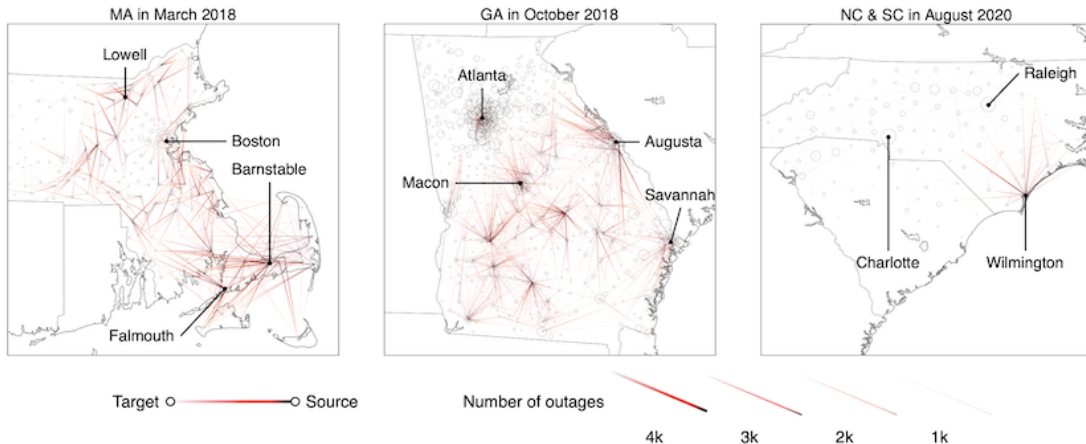 MA in March 2018
Lowell
Boston
Barnstable
Falmouth
GA in October 2018
Atlanta
Augusta
Macon
Savannah
NC & SC in August 2020
Raleigh
Charlotte
Wilmington
Target
Source
Number of outages
4k
3k
2k
1k